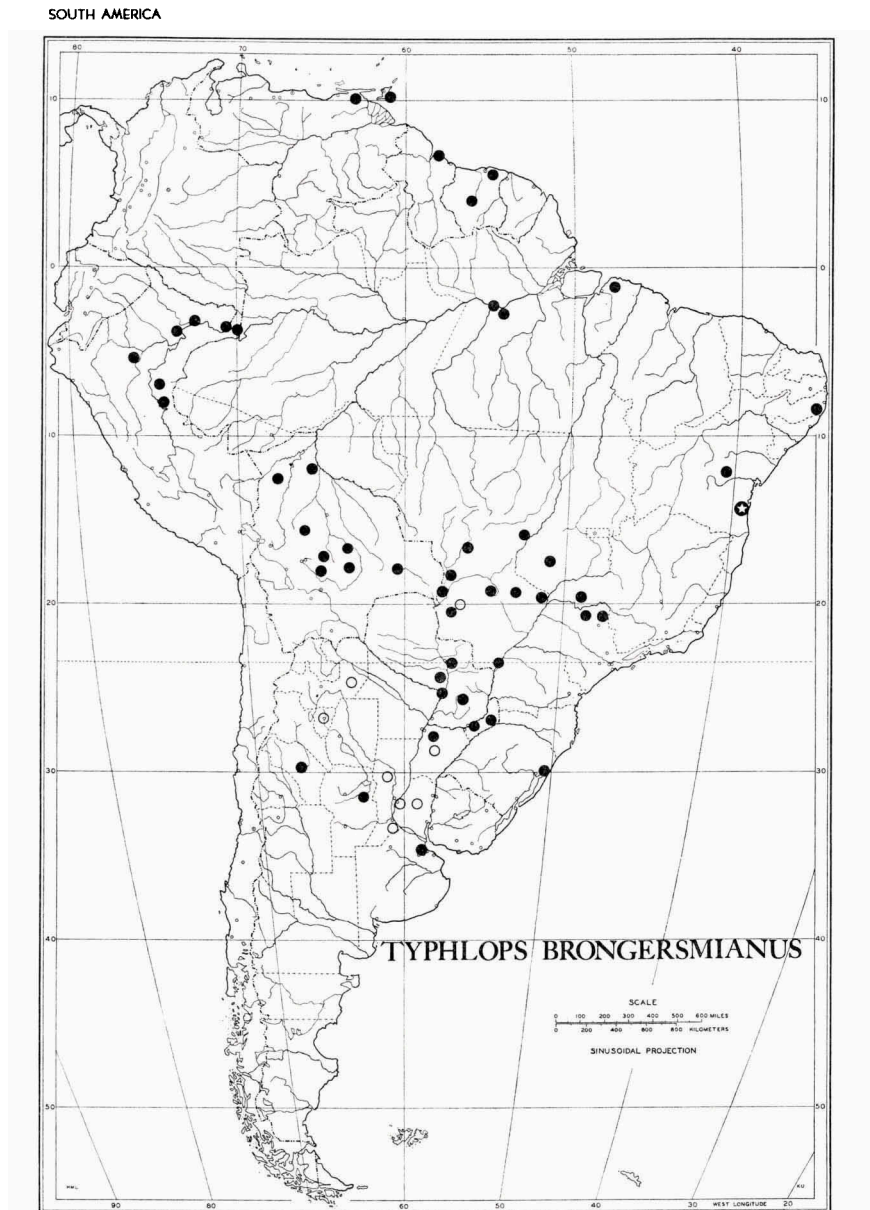 SOUTH AMERICA
80 70 60 50 40
10 10
0 0
10 10
20 20
30 30
40 40
TYPHLOPS BRONGERSMIANUS
SCALE
0 100 200 300 400 500 600 MILES
0 200 400 600 800 KILOMETERS
SINUSOIDAL PROJECTION
50 50
HML KU
90 80 70 60 50 40 30 WEST LONGITUDE 20